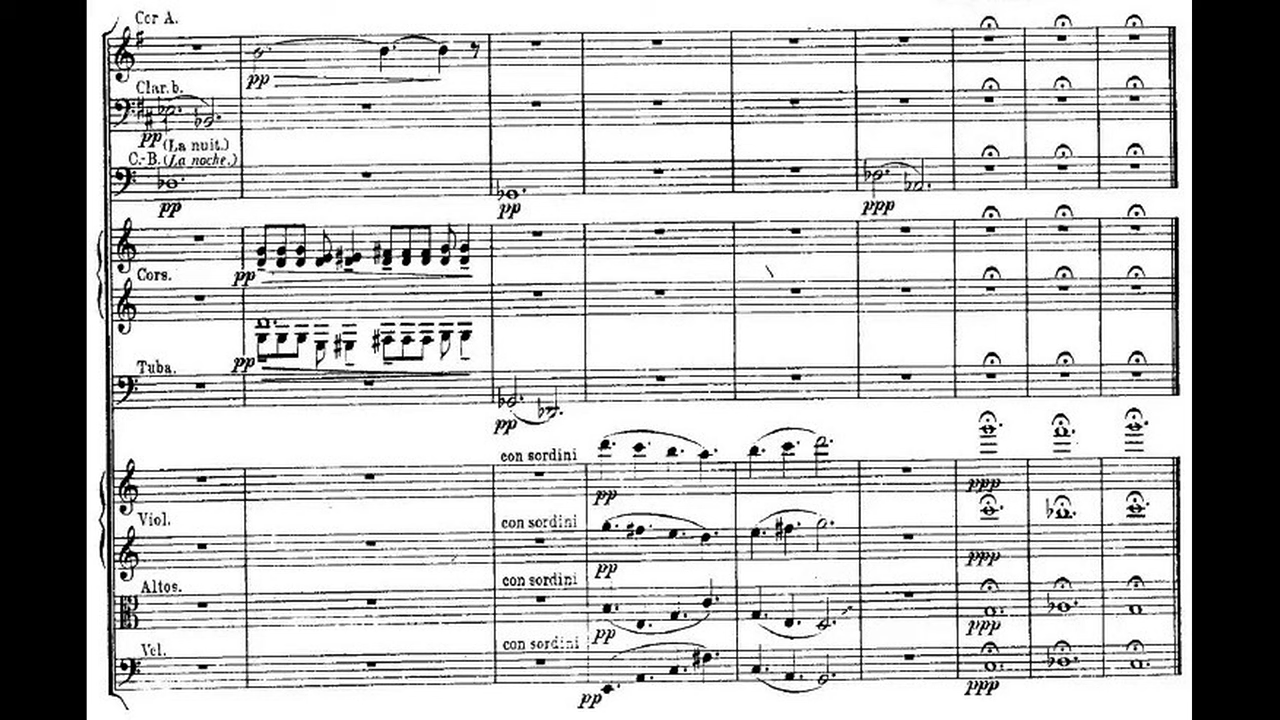 Cor A.
pp
Clar. b.
pp (La nuit.)
C.-B. (La noche.)
pp
pp
ppp
pp
Cors.
pp
Tuba.
pp
con sordini
pp
ppp
Viol.
con sordini
pp
ppp
Altos.
con sordini
pp
ppp
Vcl.
con sordini
pp
ppp